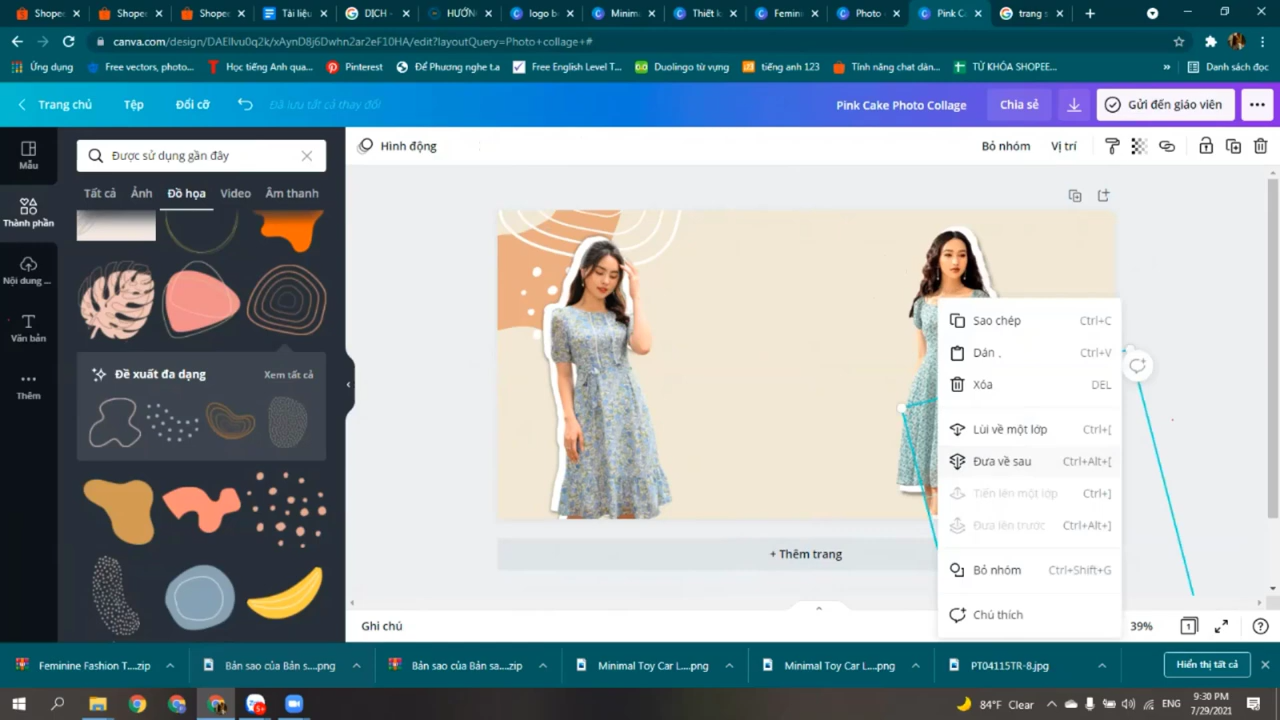 Shopee
Shopee
Shopee
Tài liệu
DỊCH -
HƯỚN
logo b
Minim
Thiết k
Femin
Photo
Pink Ca
trang s
canva.com/design/DAEllvu0q2k/xAynD8j6Dwhn2ar2eF10HA/edit?layoutQuery=Photo+collage+#
Ứng dụng
Free vectors, photo...
Học tiếng Anh qua...
Pinterest
Để Phương nghe t.a
Free English Level T...
Duolingo từ vựng
tiếng anh 123
Tính năng chat dàn...
TỪ KHÓA SHOPEE...
»
Danh sách đọc
Trang chủ
Tệp
Đổi cỡ
Đã lưu tất cả thay đổi
Pink Cake Photo Collage
Chia sẻ
Gửi đến giáo viên
Mẫu
Thành phần
Nội dung ...
Văn bản
Thêm
Được sử dụng gần đây
Tất cả
Ảnh
Đồ họa
Video
Âm thanh
Đề xuất đa dạng
Xem tất cả
Hình động
Bỏ nhóm
Vị trí
Sao chép Ctrl+C
Dán . Ctrl+V
Xóa DEL
Lùi về một lớp Ctrl+[
Đưa về sau Ctrl+Alt+[
Tiến lên một lớp Ctrl+]
Đưa lên trước Ctrl+Alt+]
Bỏ nhóm Ctrl+Shift+G
Chú thích
+ Thêm trang
Ghi chú
39%
1
Feminine Fashion T....zip
Bản sao của Bản s....png
Bản sao của Bản sa....zip
Minimal Toy Car L....png
Minimal Toy Car L....png
PT04115TR-8.jpg
Hiển thị tất cả
5+
84°F Clear
ENG
9:30 PM
7/29/2021